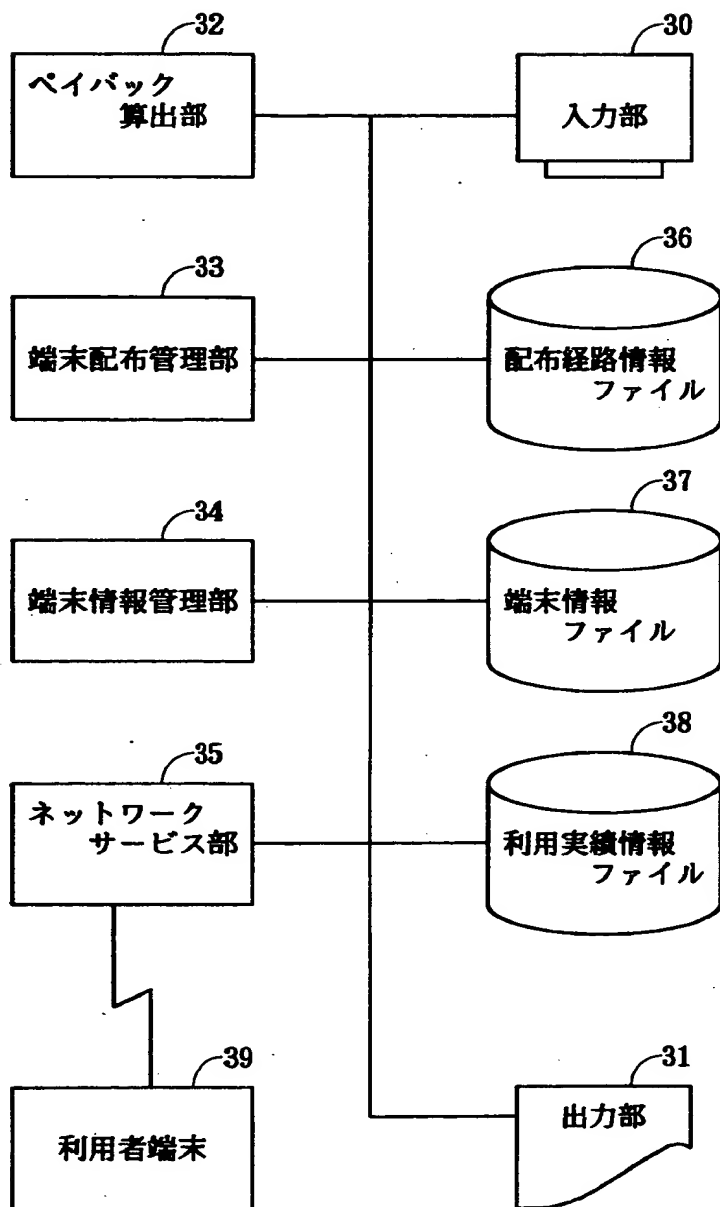 32
ペイバック
算出部
30
入力部
33
端末配布管理部
36
配布経路情報
ファイル
34
端末情報管理部
37
端末情報
ファイル
35
ネットワーク
サービス部
38
利用実績情報
ファイル
39
利用者端末
31
出力部